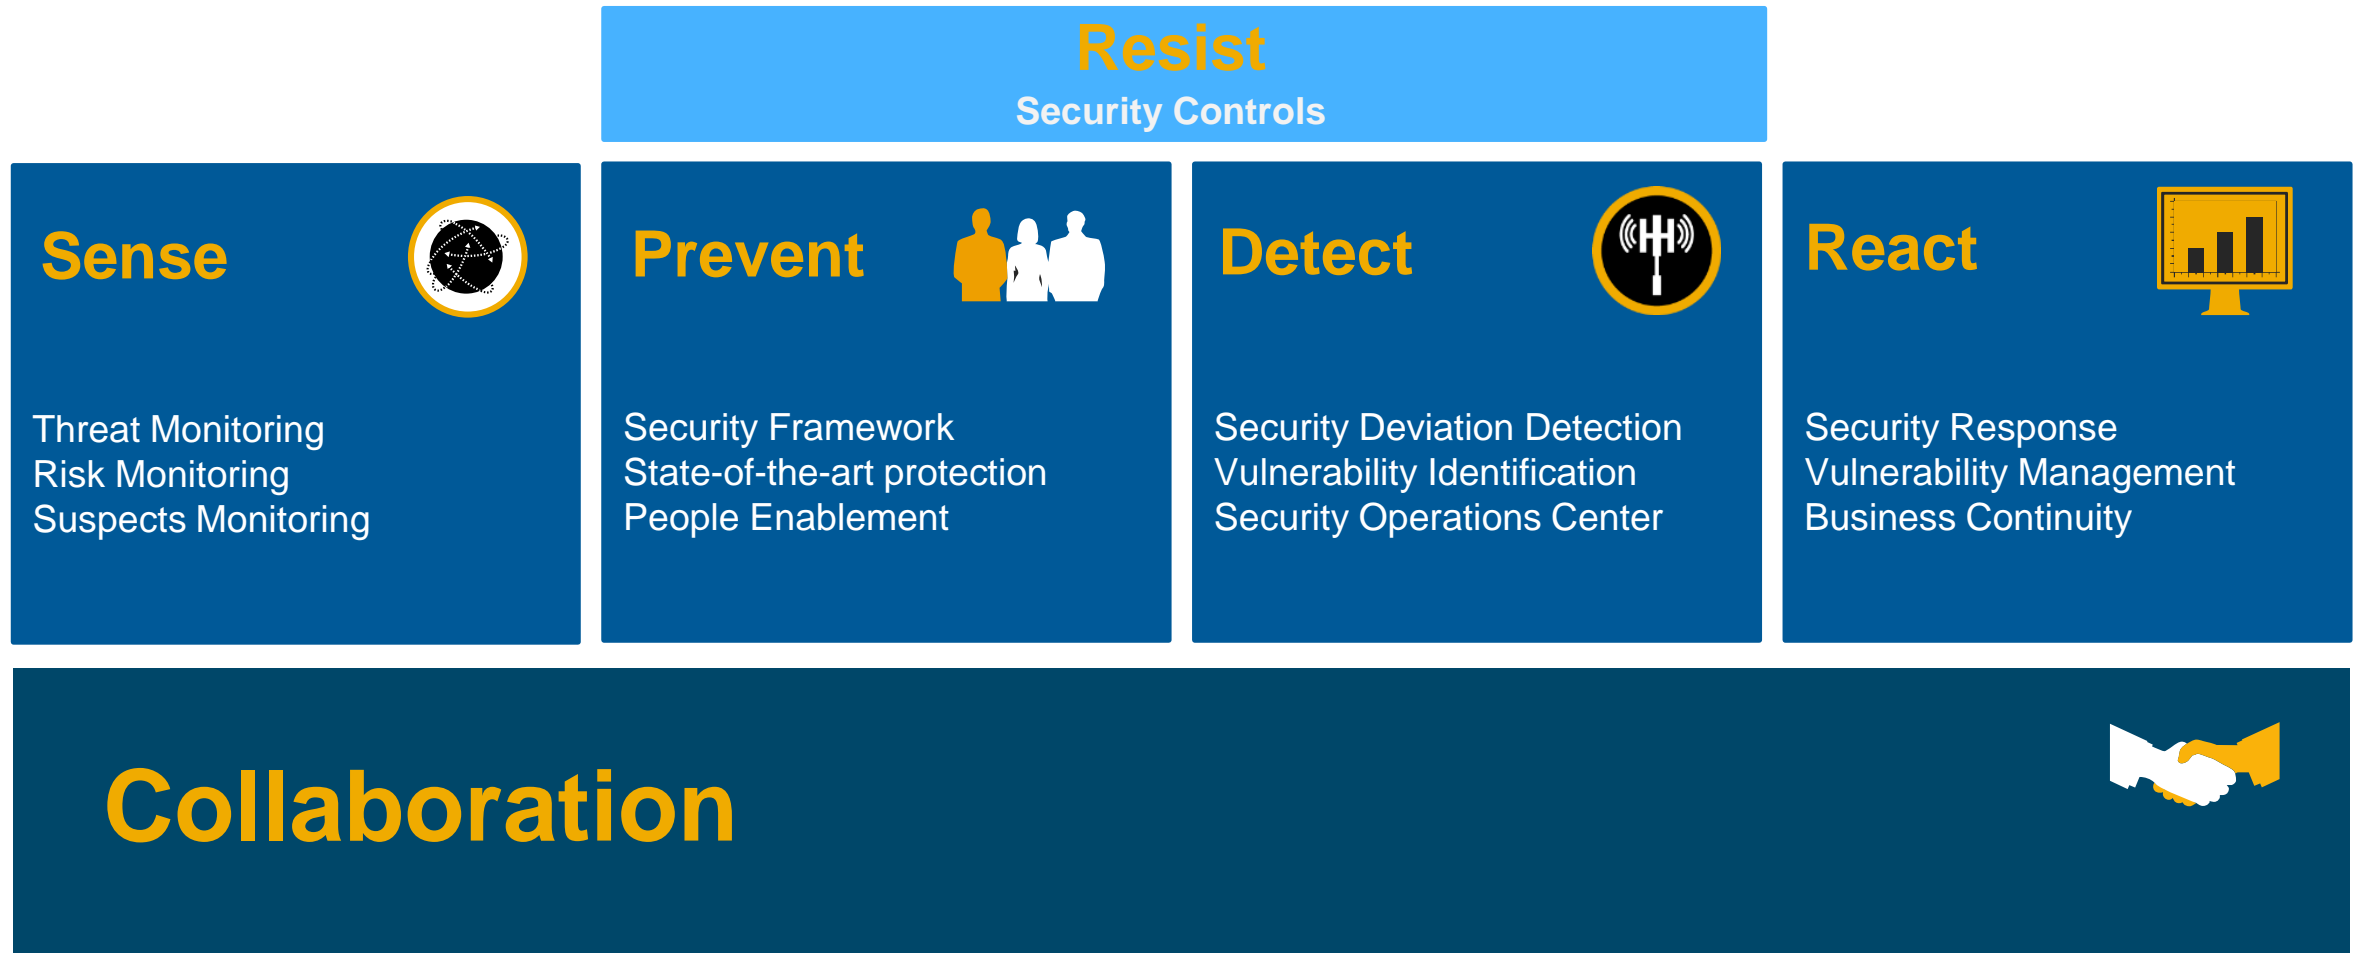 Resist
Security Controls
Sense
Threat Monitoring
Risk Monitoring
Suspects Monitoring
Prevent
Security Framework
State-of-the-art protection
People Enablement
Detect
Security Deviation Detection
Vulnerability Identification
Security Operations Center
React
Security Response
Vulnerability Management
Business Continuity
Collaboration